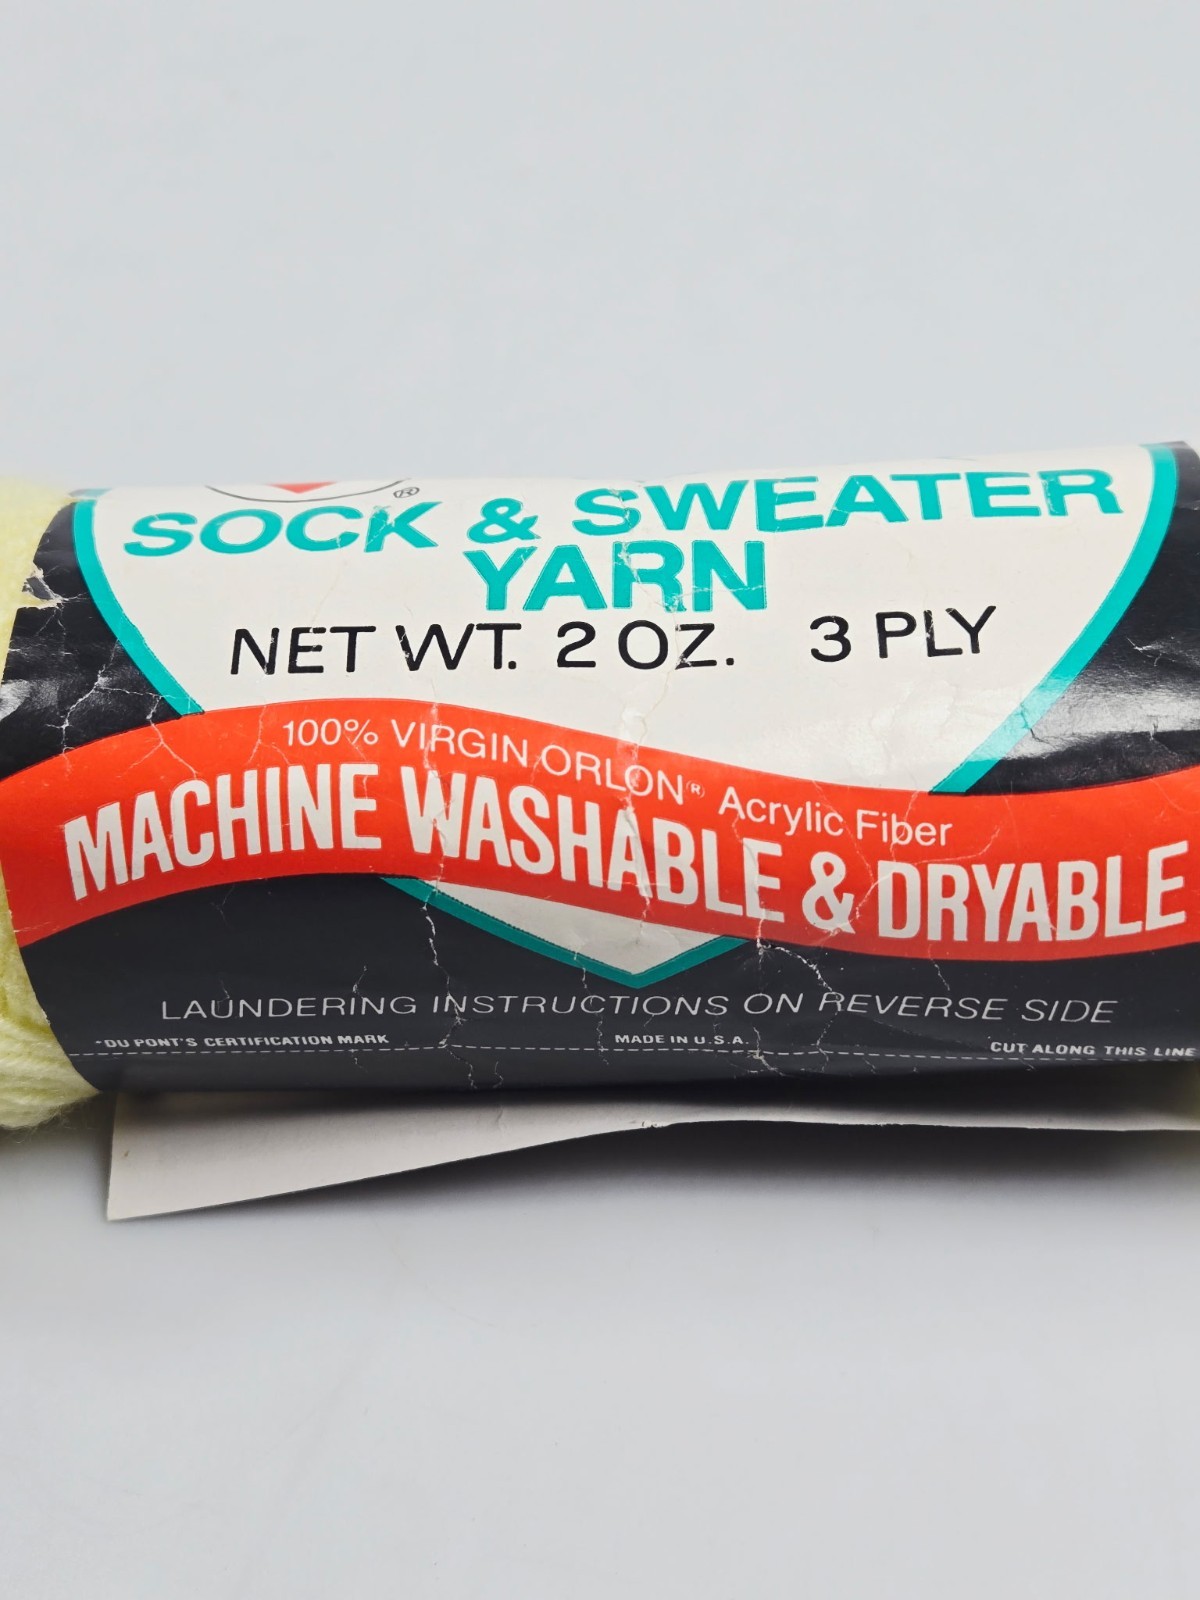 ®
SOCK & SWEATER
YARN
NET WT. 2 OZ. 3 PLY
100% VIRGIN ORLON® Acrylic Fiber
MACHINE WASHABLE & DRYABLE
LAUNDERING INSTRUCTIONS ON REVERSE SIDE
*DU PONT'S CERTIFICATION MARK MADE IN U.S.A. CUT ALONG THIS LINE